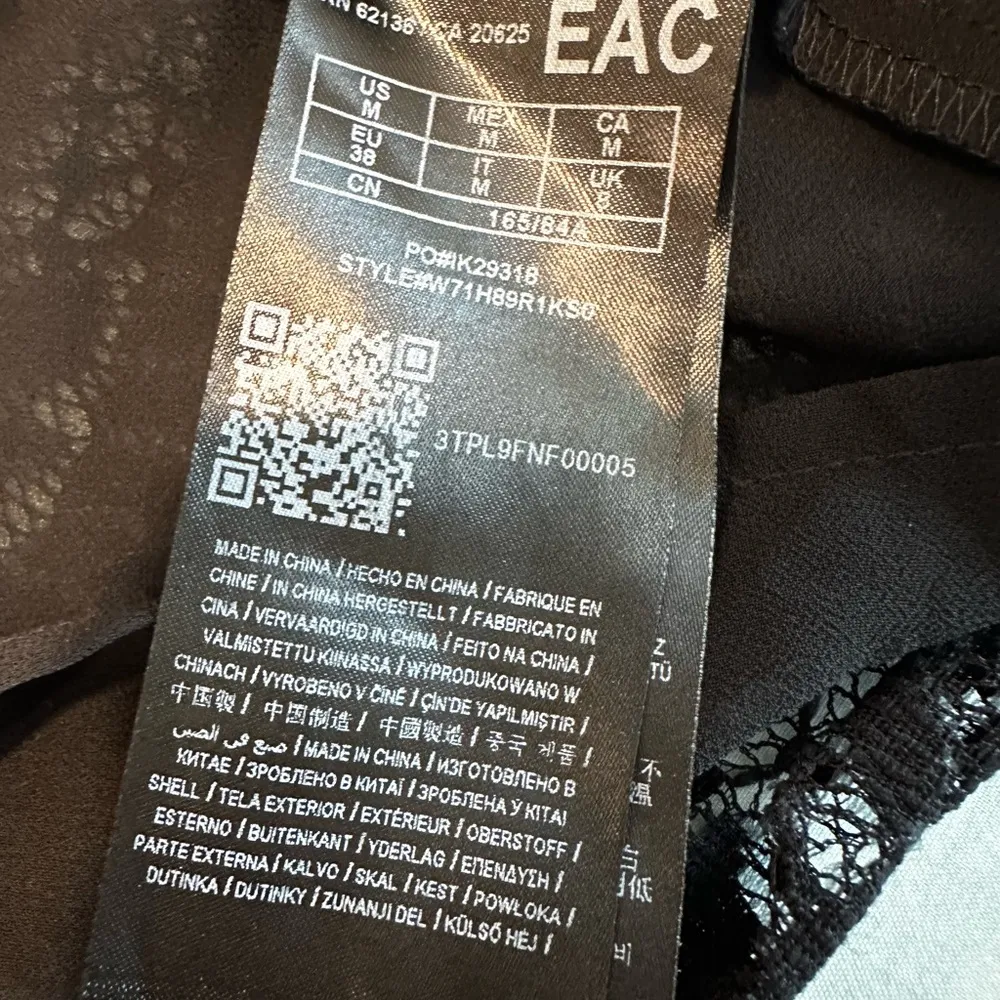 62136 CA 20625
EAC
US MEX CA
M M M
EU IT UK
38 M 8
CN 165/84A
PO#IK29318
STYLE#W71H89R1KS0
3TPL9FNF00005
MADE IN CHINA / HECHO EN CHINA / FABRIQUE EN
CHINE / IN CHINA HERGESTELLT / FABBRICATO IN
CINA / VERVAARDIGD IN CHINA / FEITO NA CHINA /
VALMISTETTU KIINASSA / WYPRODUKOWANO W
CHINACH / VYROBENO V ČÍNĚ / ÇİN'DE YAPILMIŞTIR /
中国製 / 中国制造 / 中國製造 / 중국 제품 /
صنع في الصين / MADE IN CHINA / ИЗГОТОВЛЕНО В
КИТАЕ / ЗРОБЛЕНО В КИТАЇ / ЗРОБЛЕНА У КІТАІ
SHELL / TELA EXTERIOR / EXTÉRIEUR / OBERSTOFF /
ESTERNO / BUITENKANT / YDERLAG / ΕΠΕΝΔΥΣΗ /
PARTE EXTERNA / KALVO / SKAL / KEST / POWŁOKA /
DUTINKA / DUTINKY / ZUNANJI DEL / KÜLSŐ HÉJ /
Z
TÜ
不
温
低
비